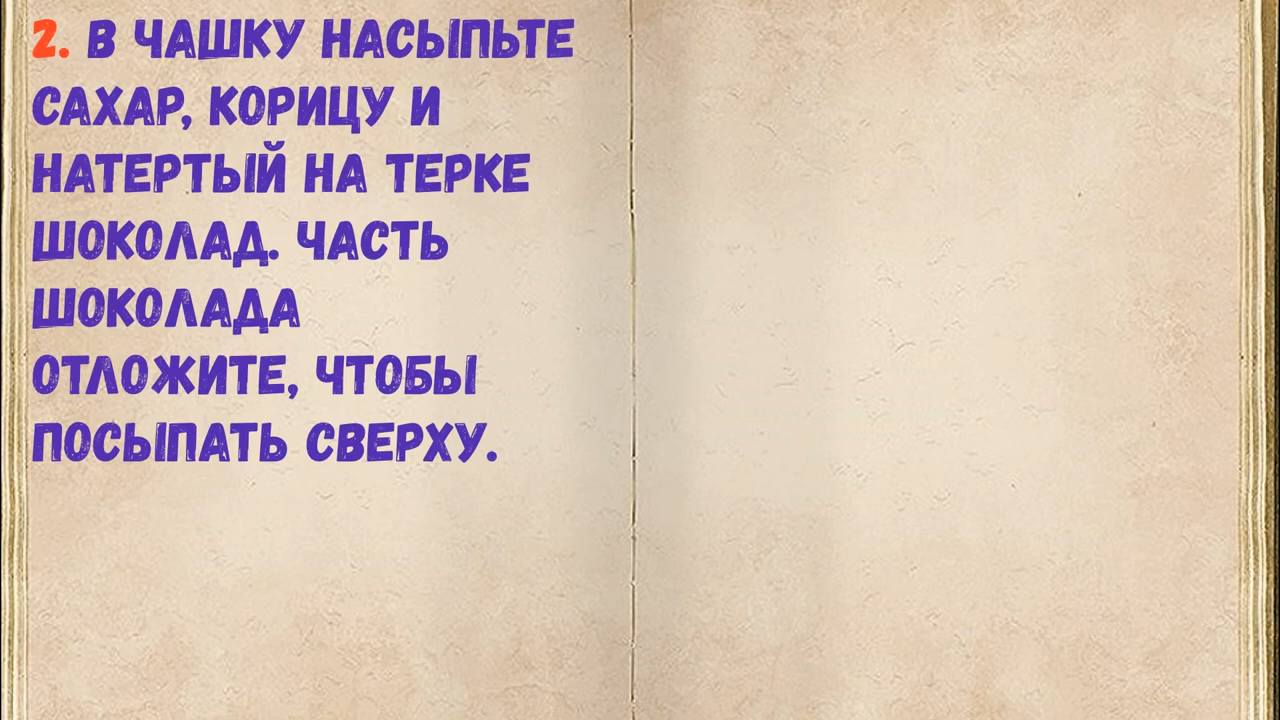 2. В ЧАШКУ НАСЫПЬТЕ
САХАР, КОРИЦУ И
НАТЕРТЫЙ НА ТЕРКЕ
ШОКОЛАД. ЧАСТЬ
ШОКОЛАДА
ОТЛОЖИТЕ, ЧТОБЫ
ПОСЫПАТЬ СВЕРХУ.